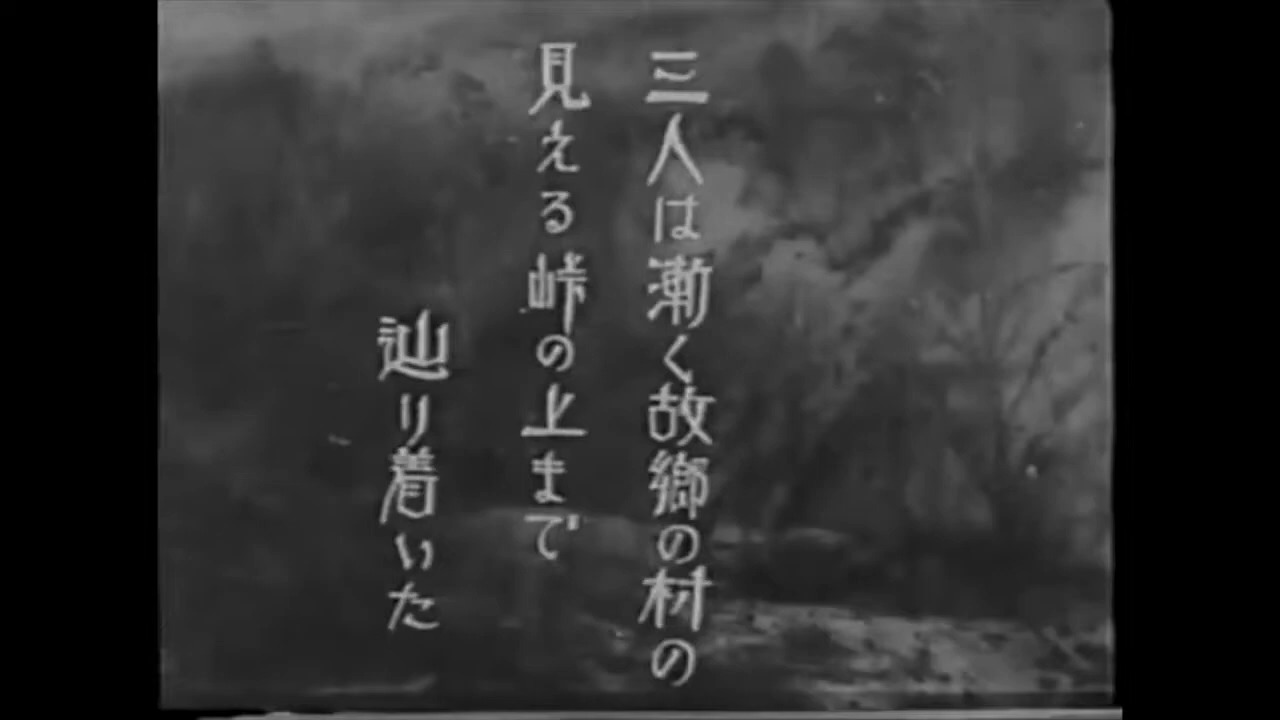 三人は漸く故郷の村の
見える峠の上まで
辿り着いた